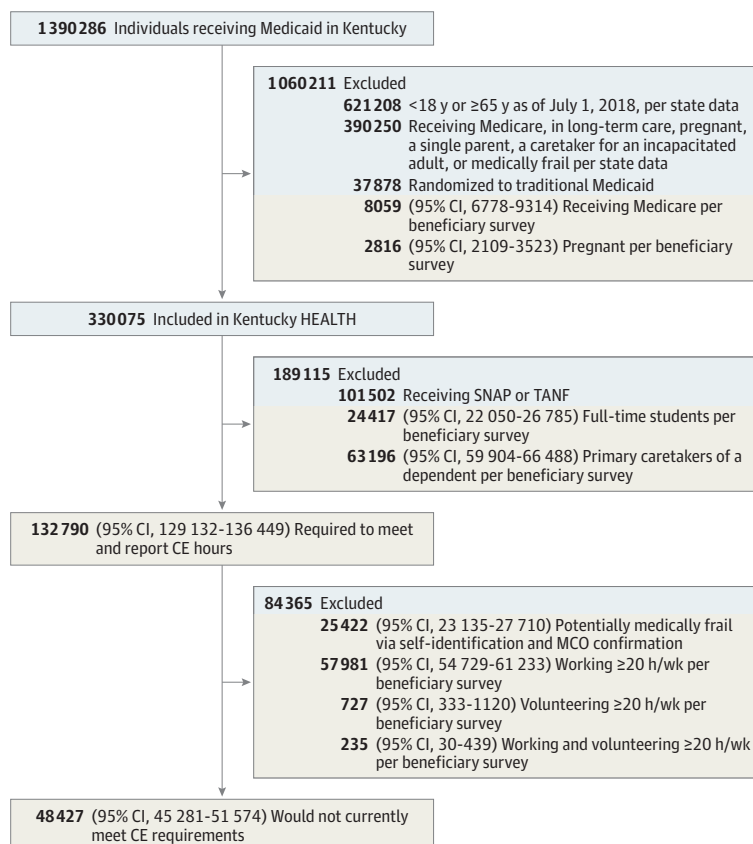 1390286 Individuals receiving Medicaid in Kentucky
1060211 Excluded
621208 <18 y or ≥65 y as of July 1, 2018, per state data
390250 Receiving Medicare, in long-term care, pregnant,
a single parent, a caretaker for an incapacitated
adult, or medically frail per state data
37878 Randomized to traditional Medicaid
8059 (95% CI, 6778-9314) Receiving Medicare per
beneficiary survey
2816 (95% CI, 2109-3523) Pregnant per beneficiary
survey
330075 Included in Kentucky HEALTH
189115 Excluded
101502 Receiving SNAP or TANF
24417 (95% CI, 22 050-26 785) Full-time students per
beneficiary survey
63196 (95% CI, 59 904-66 488) Primary caretakers of a
dependent per beneficiary survey
132790 (95% CI, 129 132-136 449) Required to meet
and report CE hours
84365 Excluded
25422 (95% CI, 23 135-27 710) Potentially medically frail
via self-identification and MCO confirmation
57981 (95% CI, 54 729-61 233) Working ≥20 h/wk per
beneficiary survey
727 (95% CI, 333-1120) Volunteering ≥20 h/wk per
beneficiary survey
235 (95% CI, 30-439) Working and volunteering ≥20 h/wk
per beneficiary survey
48427 (95% CI, 45 281-51 574) Would not currently
meet CE requirements